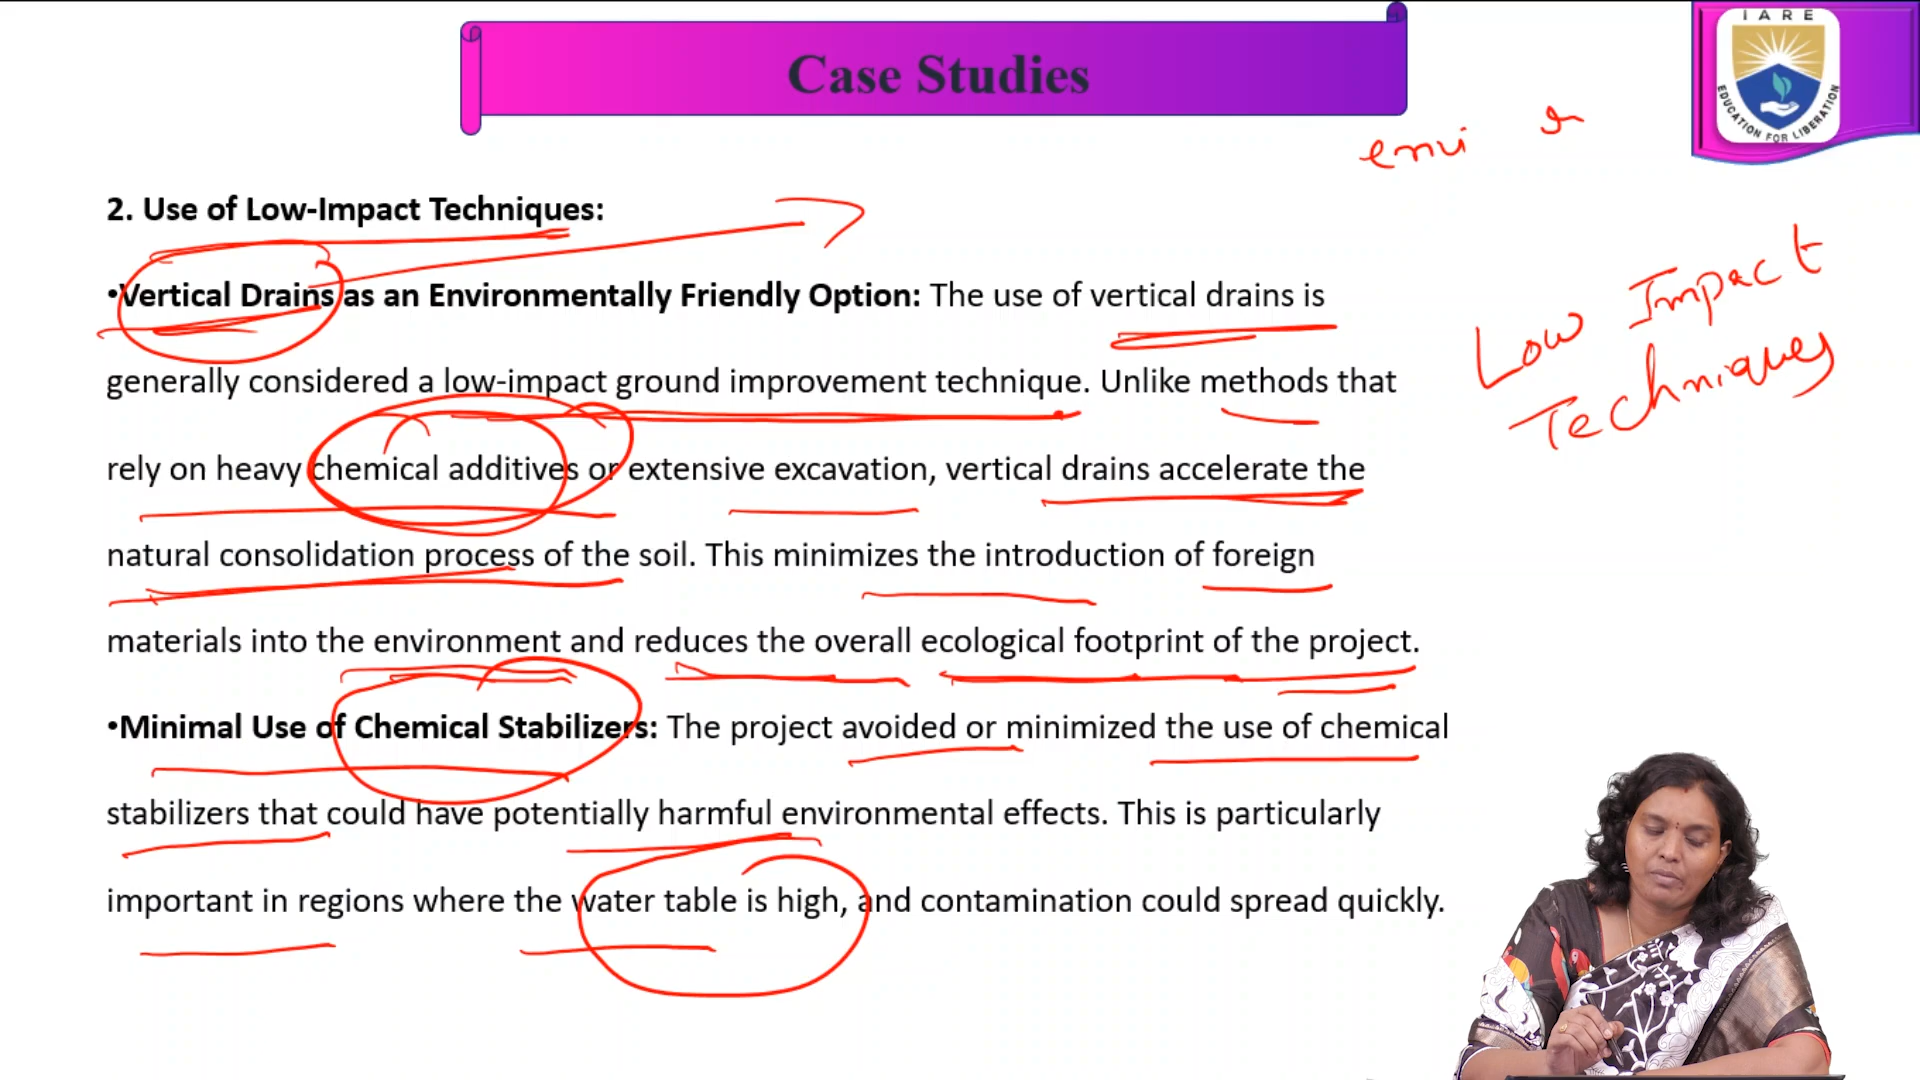 Case Studies
IARE
EDUCATION FOR LIBERATION
envi
2. Use of Low-Impact Techniques:
•Vertical Drains as an Environmentally Friendly Option: The use of vertical drains is
generally considered a low-impact ground improvement technique. Unlike methods that
rely on heavy chemical additives or extensive excavation, vertical drains accelerate the
natural consolidation process of the soil. This minimizes the introduction of foreign
materials into the environment and reduces the overall ecological footprint of the project.
•Minimal Use of Chemical Stabilizers: The project avoided or minimized the use of chemical
stabilizers that could have potentially harmful environmental effects. This is particularly
important in regions where the water table is high, and contamination could spread quickly.
Low Impact
Techniques